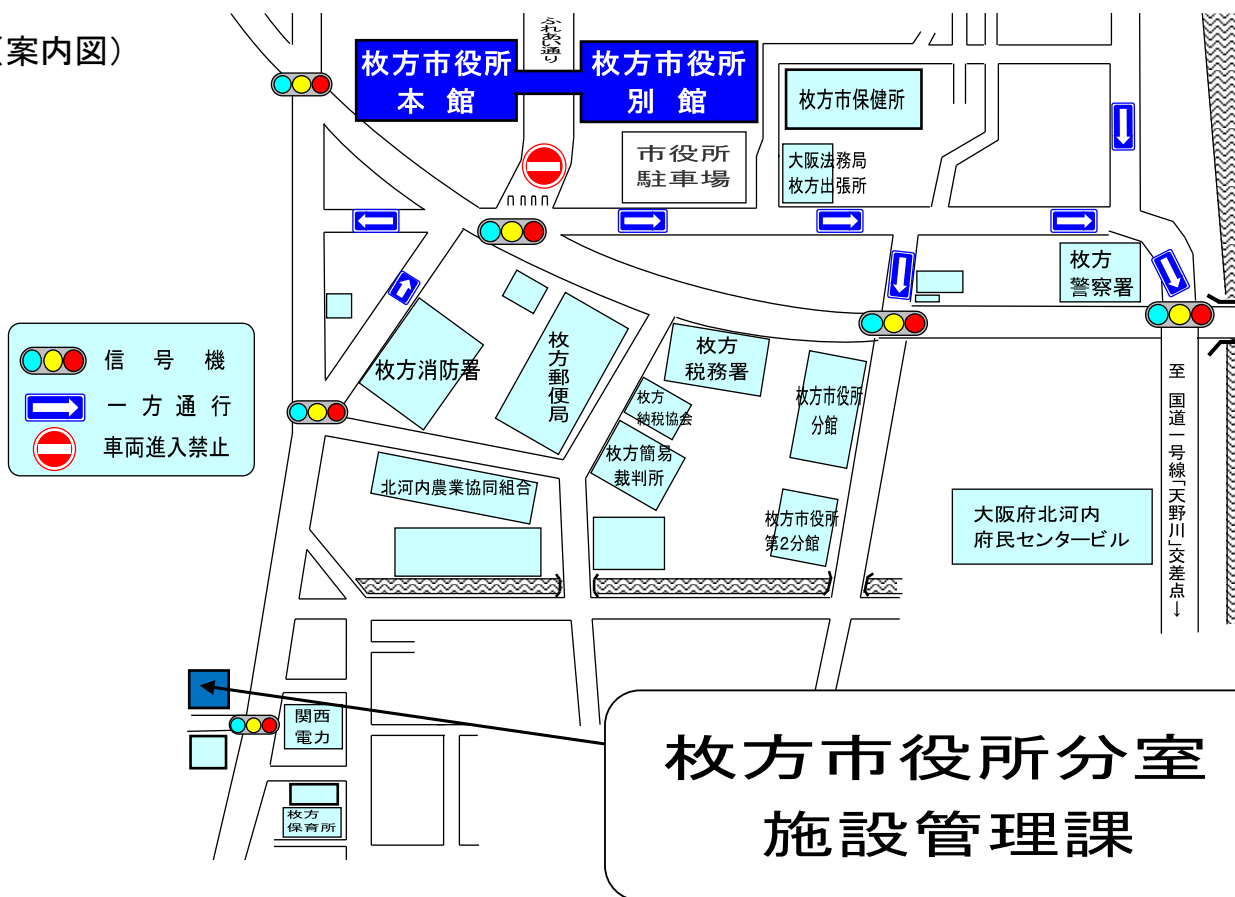 （案内図）
ふれあい通り
枚方市役所
本館
枚方市役所
別館
枚方市保健所
市役所
駐車場
大阪法務局
枚方出張所
枚方
警察署
信号機
一方通行
車両進入禁止
枚方消防署
枚方郵便局
枚方
税務署
枚方
納税協会
枚方市役所
分館
枚方簡易
裁判所
北河内農業協同組合
枚方市役所
第2分館
大阪府北河内
府民センタービル
至 国道一号線「天野川」交差点→
関西
電力
枚方
保育所
枚方市役所分室
施設管理課